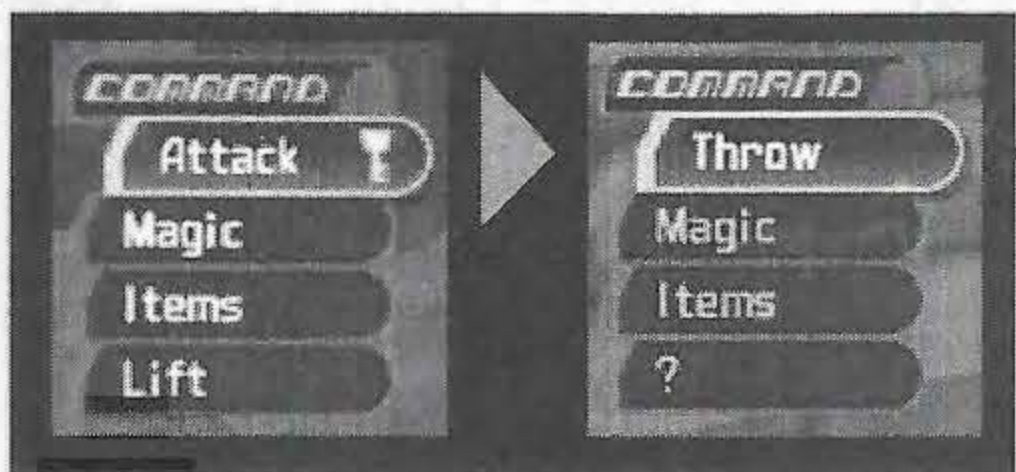 COMMAND
Attack
Magic
Items
Lift
COMMAND
Throw
Magic
Items
?